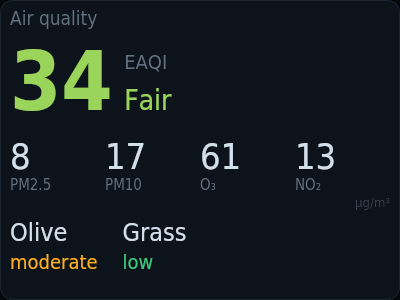 Air quality
34 EAQI
Fair
8 17 61 13
PM2.5 PM10 O₃ NO₂
µg/m³
Olive Grass
moderate low